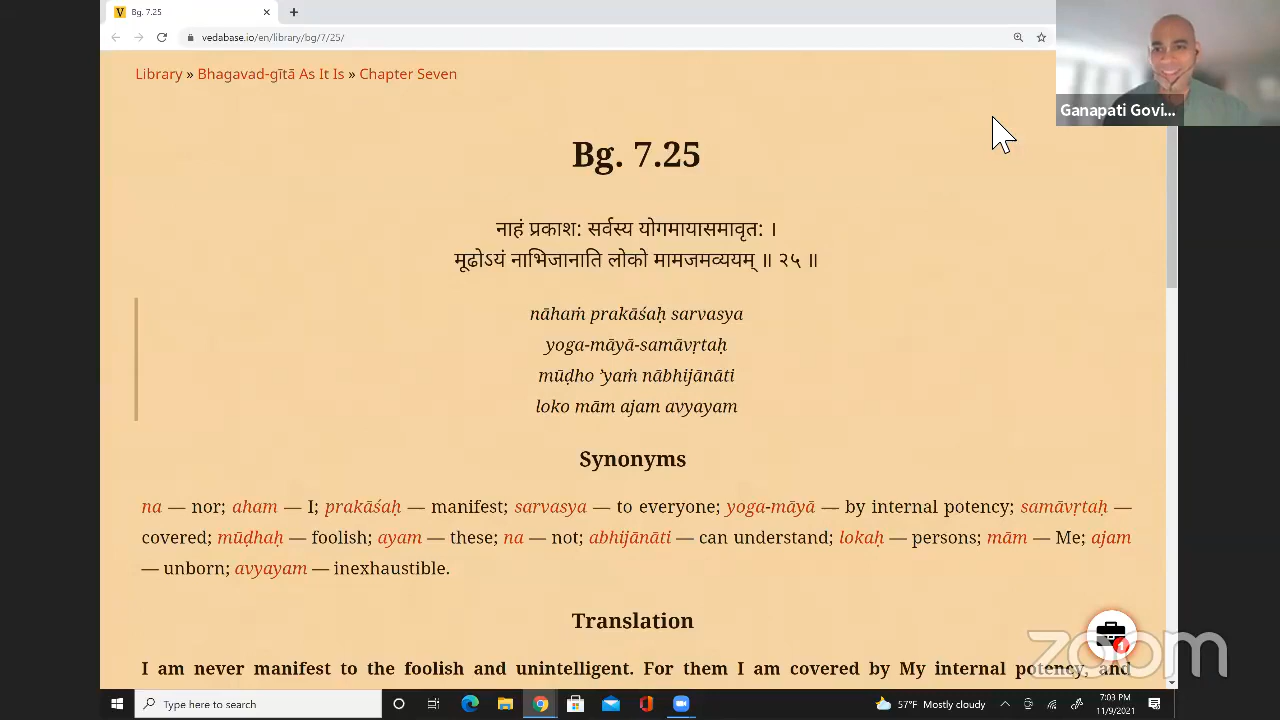 Bg. 7.25
vedabase.io/en/library/bg/7/25/
Library » Bhagavad-gītā As It Is » Chapter Seven
Ganapati Govi...
Bg. 7.25
नाहं प्रकाश: सर्वस्य योगमायासमावृत: ।
मूढोऽयं नाभिजानाति लोको मामजमव्ययम् ॥ २५ ॥
nāhaṁ prakāśaḥ sarvasya
yoga-māyā-samāvṛtaḥ
mūḍho ’yaṁ nābhijānāti
loko mām ajam avyayam
Synonyms
na — nor; aham — I; prakāśaḥ — manifest; sarvasya — to everyone; yoga-māyā — by internal potency; samāvṛtaḥ —
covered; mūḍhaḥ — foolish; ayam — these; na — not; abhijānāti — can understand; lokaḥ — persons; mām — Me; ajam
— unborn; avyayam — inexhaustible.
Translation
I am never manifest to the foolish and unintelligent. For them I am covered by My internal potency, and
zoom
Type here to search
57°F Mostly cloudy
7:03 PM
11/9/2021